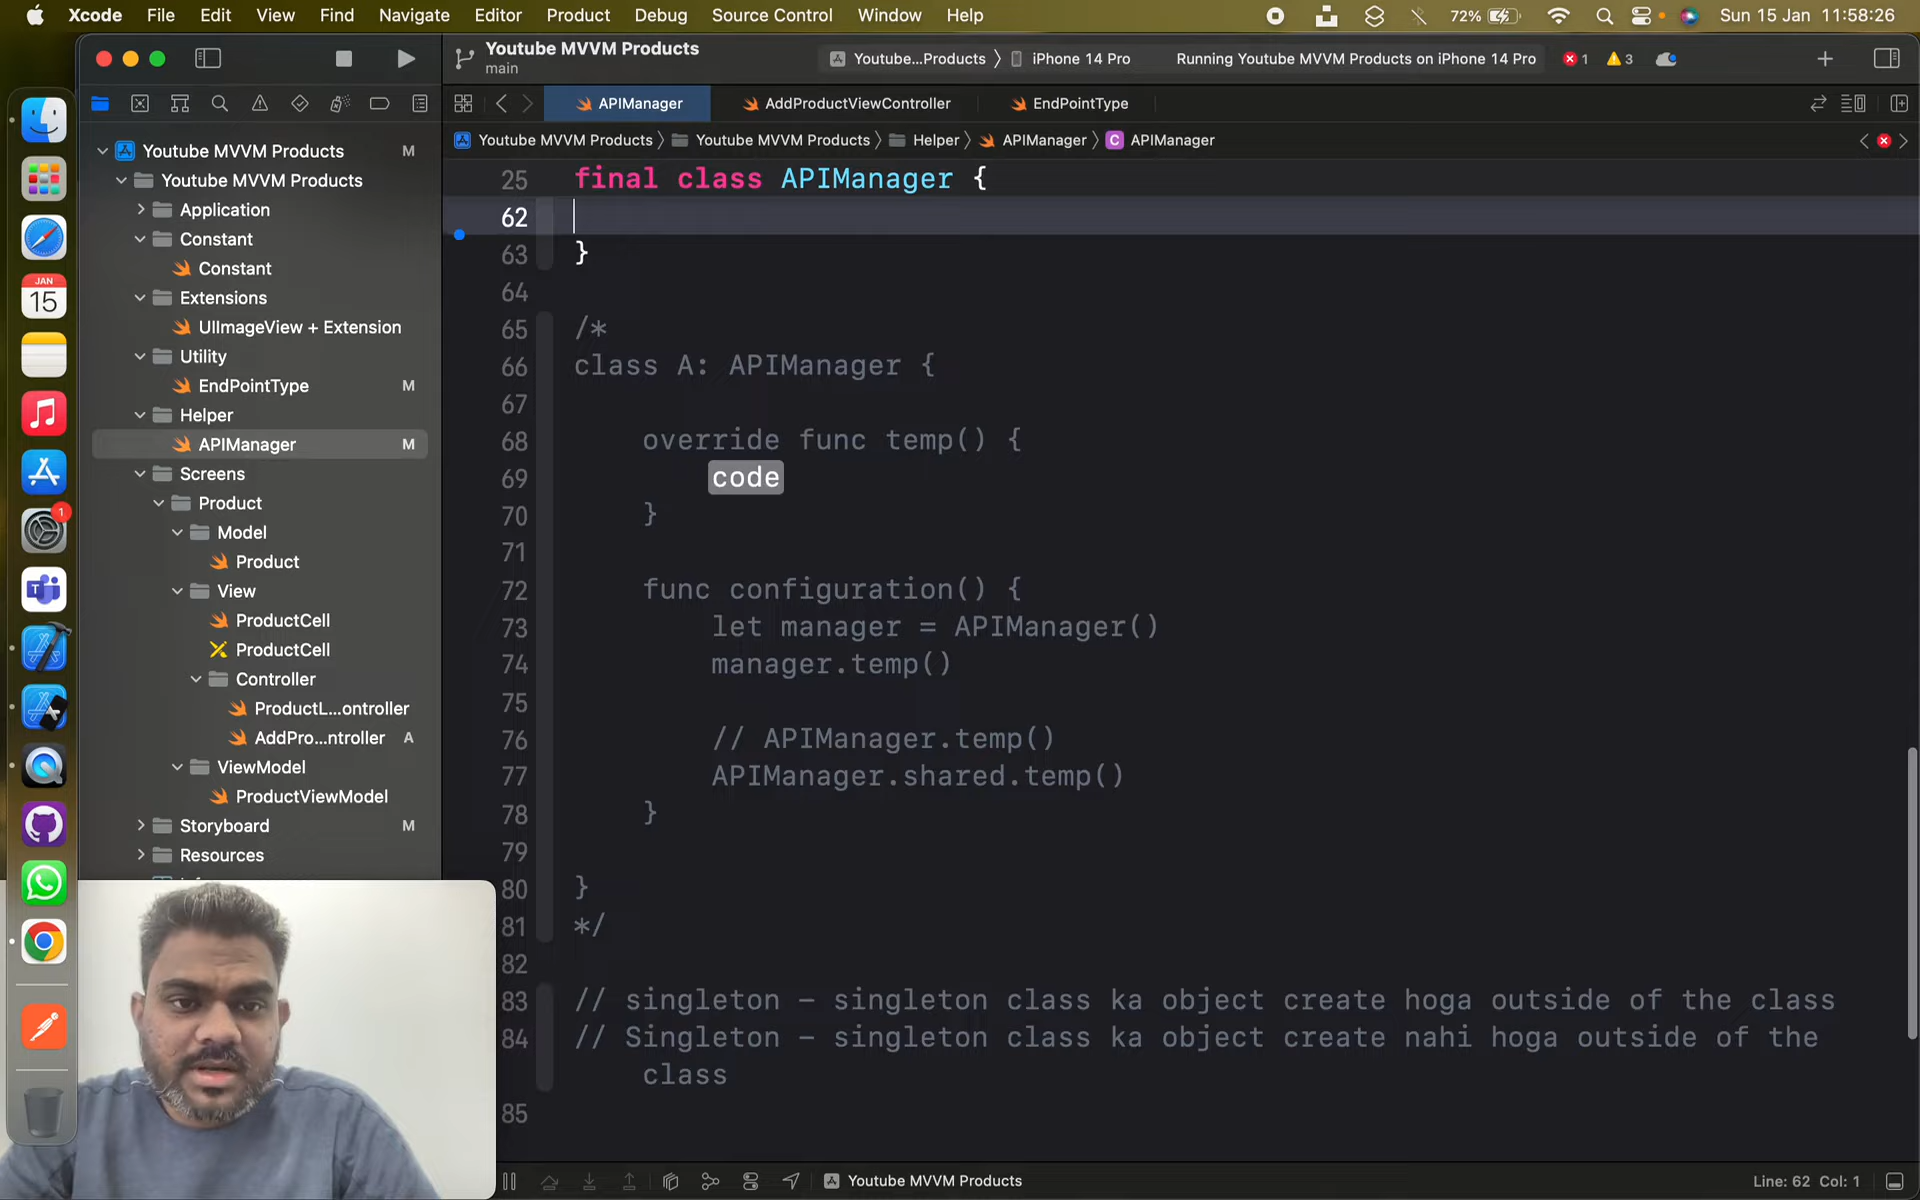 Xcode File Edit View Find Navigate Editor Product Debug Source Control Window Help 72% Sun 15 Jan 11:58:26
Youtube MVVM Products
main
Youtube...Products 〉 iPhone 14 Pro
Running Youtube MVVM Products on iPhone 14 Pro
1 3
APIManager AddProductViewController EndPointType
Youtube MVVM Products 〉 Youtube MVVM Products 〉 Helper 〉 APIManager 〉 C APIManager
Youtube MVVM Products M
Youtube MVVM Products
Application
Constant
Constant
Extensions
UIImageView + Extension
Utility
EndPointType M
Helper
APIManager M
Screens
Product
Model
Product
View
ProductCell
ProductCell
Controller
ProductL...ontroller
AddPro...ntroller A
ViewModel
ProductViewModel
Storyboard M
Resources
JAN
15
1
25 final class APIManager {
62
63 }
64
65 /*
66 class A: APIManager {
67
68 override func temp() {
69 code
70 }
71
72 func configuration() {
73 let manager = APIManager()
74 manager.temp()
75
76 // APIManager.temp()
77 APIManager.shared.temp()
78 }
79
80 }
81 */
82
83 // singleton – singleton class ka object create hoga outside of the class
84 // Singleton – singleton class ka object create nahi hoga outside of the
class
85
Youtube MVVM Products
Line: 62 Col: 1